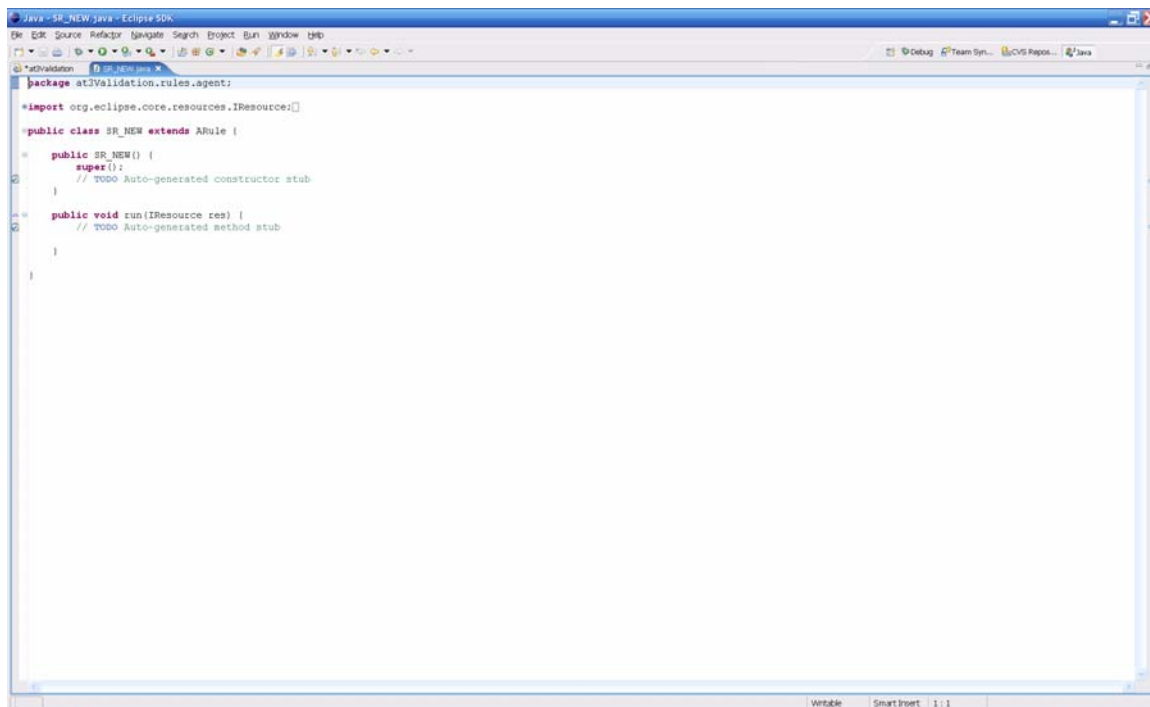 Java - SR_NEW.java - Eclipse SDK
File Edit Source Refactor Navigate Search Project Run Window Help
Debug Team Syn... CVS Repos... Java
*at3Validation SR_NEW.java
package at3Validation.rules.agent;
import org.eclipse.core.resources.IResource;
public class SR_NEW extends ARule {
public SR_NEW() {
super();
// TODO Auto-generated constructor stub
}
public void run(IResource res) {
// TODO Auto-generated method stub
}
}
Writable Smart Insert 1 : 1